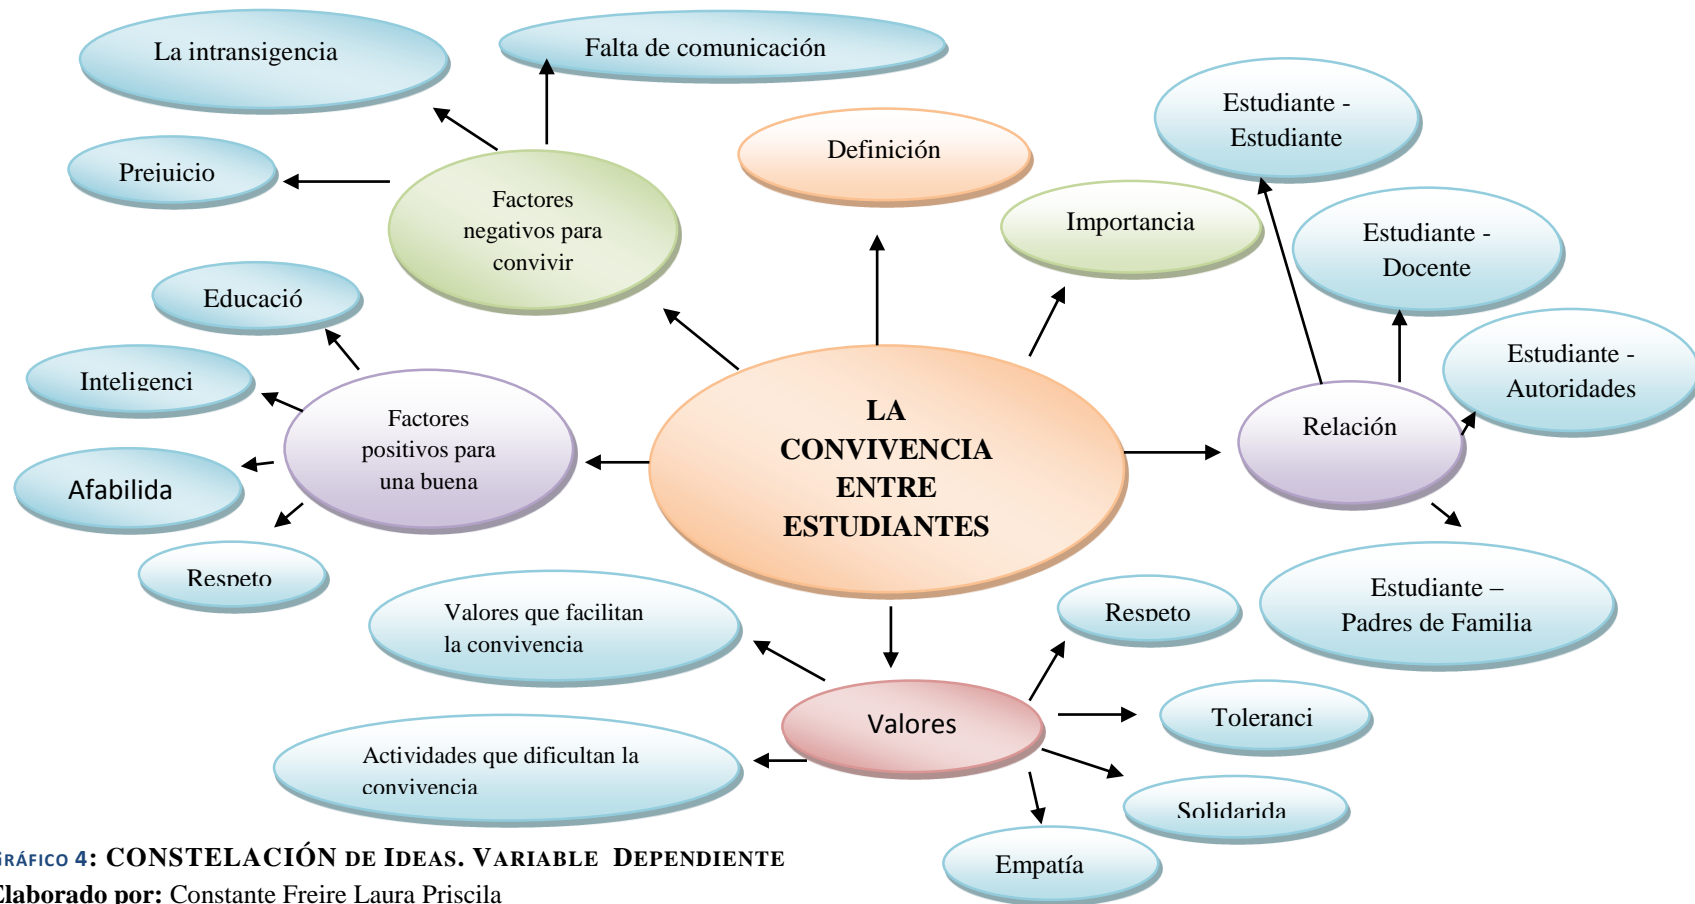 La intransigencia
Falta de comunicación
Estudiante -
Estudiante
Definición
Prejuicio
Factores
negativos para
convivir
Importancia
Estudiante -
Docente
Educació
Estudiante -
Autoridades
Inteligenci
Factores
positivos para
una buena
LA
CONVIVENCIA
ENTRE
ESTUDIANTES
Relación
Afabilida
Respeto
Valores que facilitan
la convivencia
Respeto
Estudiante –
Padres de Familia
Valores
Toleranci
Actividades que dificultan la
convivencia
Solidarida
Empatía
GRÁFICO 4: CONSTELACIÓN DE IDEAS. VARIABLE DEPENDIENTE
Elaborado por: Constante Freire Laura Priscila